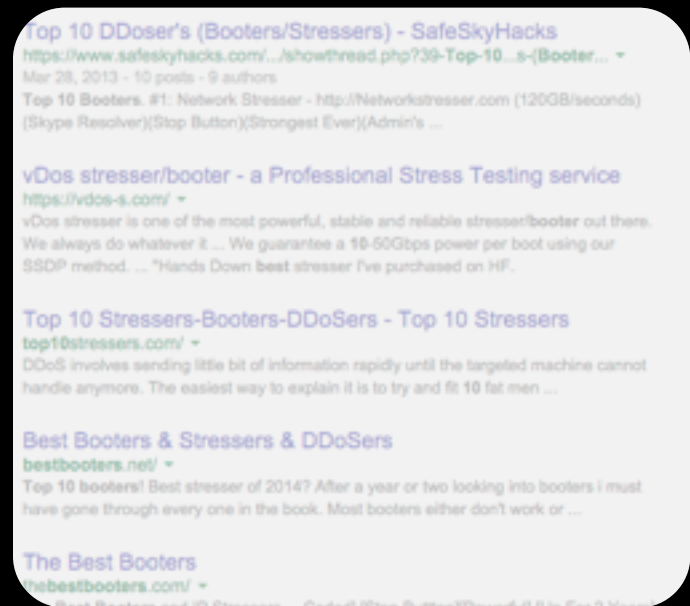 Top 10 DDoser's (Booters/Stressers) - SafeSkyHacks
https://www.safeskyhacks.com/.../showthread.php?39-Top-10...s-(Booter...
Mar 28, 2013 - 10 posts - 9 authors
Top 10 Booters. #1: Network Stresser - http://Networkstresser.com (120GB/seconds)
(Skype Resolver)(Stop Button)(Strongest Ever)(Admin's ...
vDos stresser/booter - a Professional Stress Testing service
https://vdos-s.com/
vDos stresser is one of the most powerful, stable and reliable stresser/booter out there.
We always do whatever it ... We guarantee a 10-50Gbps power per boot using our
SSDP method. ... "Hands Down best stresser I've purchased on HF.
Top 10 Stressers-Booters-DDoSers - Top 10 Stressers
top10stressers.com/
DDoS involves sending little bit of information rapidly until the targeted machine cannot
handle anymore. The easiest way to explain it is to try and fit 10 fat men ...
Best Booters & Stressers & DDoSers
bestbooters.net/
Top 10 booters! Best stresser of 2014? After a year or two looking into booters i must
have gone through every one in the book. Most booters either don't work or ...
The Best Booters
thebestbooters.com/